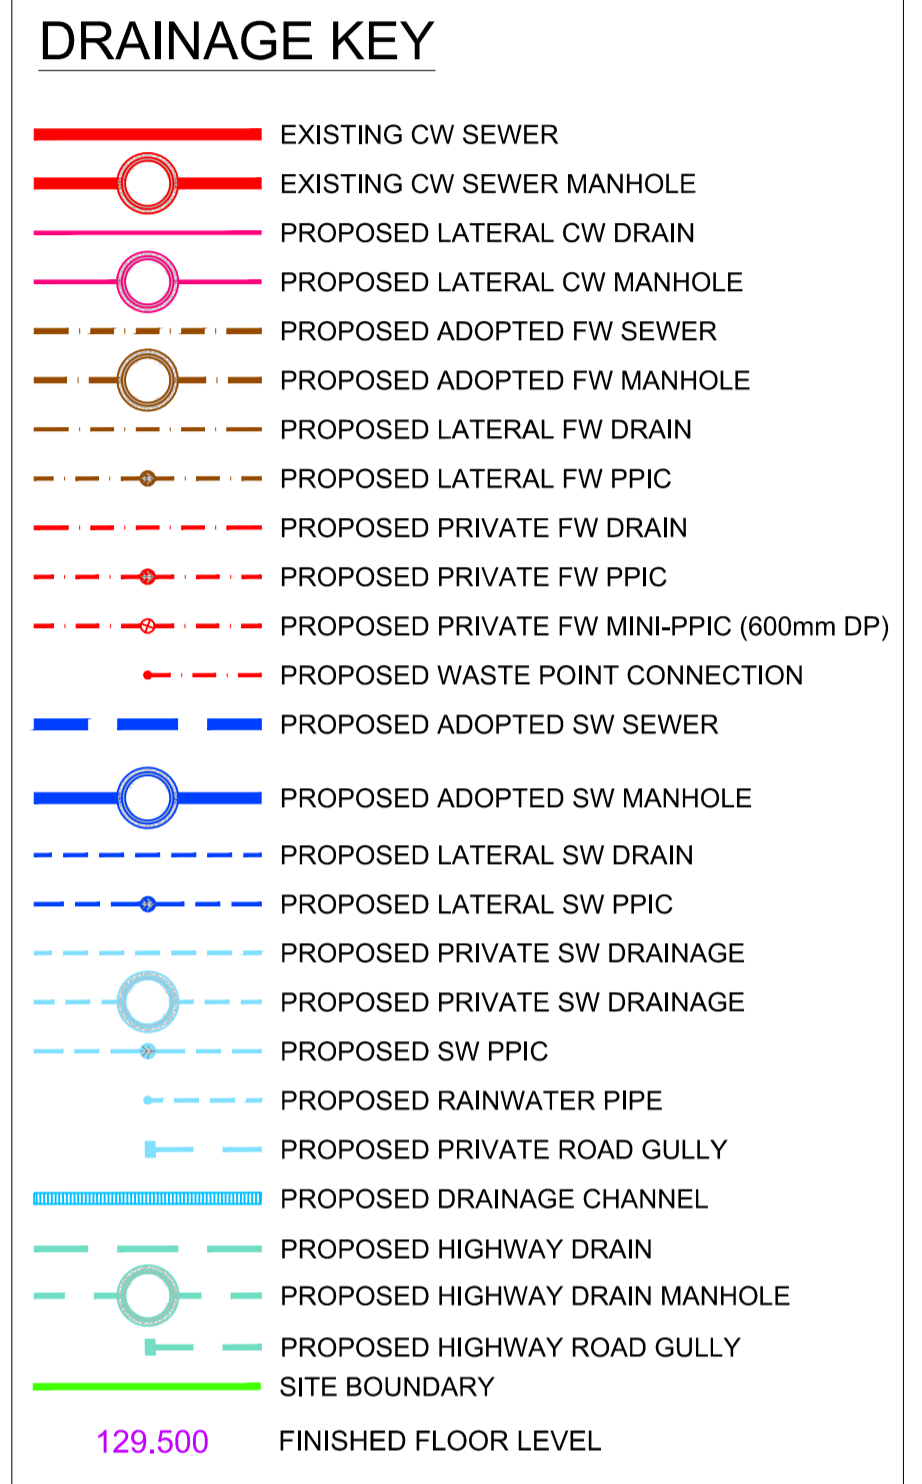 DRAINAGE KEY
EXISTING CW SEWER
EXISTING CW SEWER MANHOLE
PROPOSED LATERAL CW DRAIN
PROPOSED LATERAL CW MANHOLE
PROPOSED ADOPTED FW SEWER
PROPOSED ADOPTED FW MANHOLE
PROPOSED LATERAL FW DRAIN
PROPOSED LATERAL FW PPIC
PROPOSED PRIVATE FW DRAIN
PROPOSED PRIVATE FW PPIC
PROPOSED PRIVATE FW MINI-PPIC (600mm DP)
PROPOSED WASTE POINT CONNECTION
PROPOSED ADOPTED SW SEWER
PROPOSED ADOPTED SW MANHOLE
PROPOSED LATERAL SW DRAIN
PROPOSED LATERAL SW PPIC
PROPOSED PRIVATE SW DRAINAGE
PROPOSED PRIVATE SW DRAINAGE
PROPOSED SW PPIC
PROPOSED RAINWATER PIPE
PROPOSED PRIVATE ROAD GULLY
PROPOSED DRAINAGE CHANNEL
PROPOSED HIGHWAY DRAIN
PROPOSED HIGHWAY DRAIN MANHOLE
PROPOSED HIGHWAY ROAD GULLY
SITE BOUNDARY
129.500 FINISHED FLOOR LEVEL